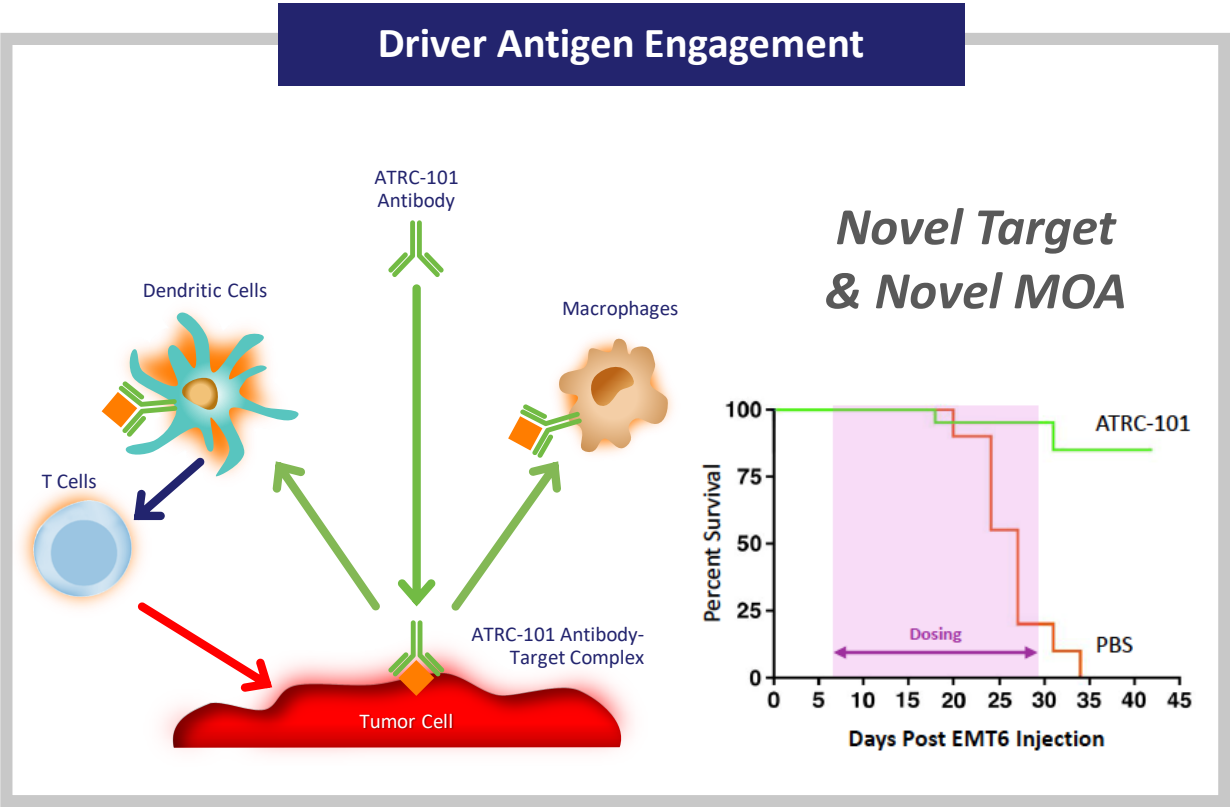 Driver Antigen Engagement
ATRC-101
Antibody
Dendritic Cells
Macrophages
T Cells
ATRC-101 Antibody-
Target Complex
Tumor Cell
Novel Target
& Novel MOA
100
75
50
25
0
Percent Survival
ATRC-101
Dosing
PBS
0 5 10 15 20 25 30 35 40 45
Days Post EMT6 Injection